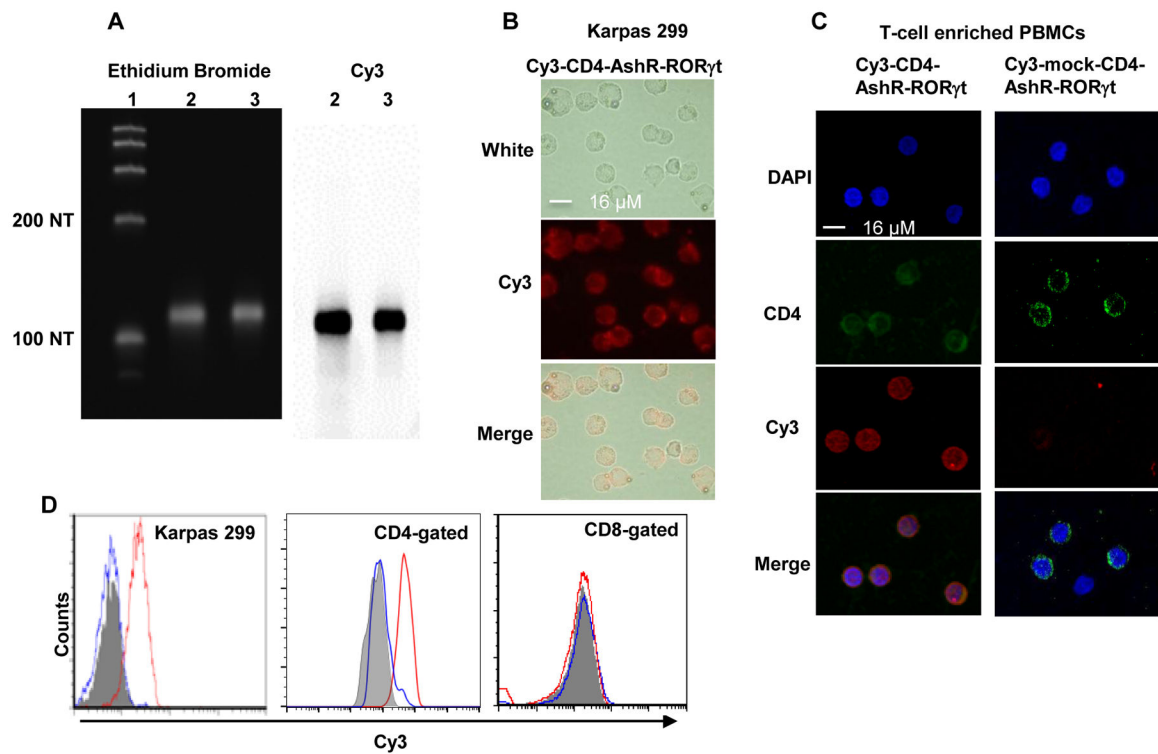 A
Ethidium Bromide
1 2 3
200 NT
100 NT
Cy3
2 3
B
Karpas 299
Cy3-CD4-AshR-RORγt
White
16 µM
Cy3
Merge
C
T-cell enriched PBMCs
Cy3-CD4-
AshR-RORγt
Cy3-mock-CD4-
AshR-RORγt
DAPI
16 µM
CD4
Cy3
Merge
D
Karpas 299
CD4-gated
CD8-gated
Counts
Cy3